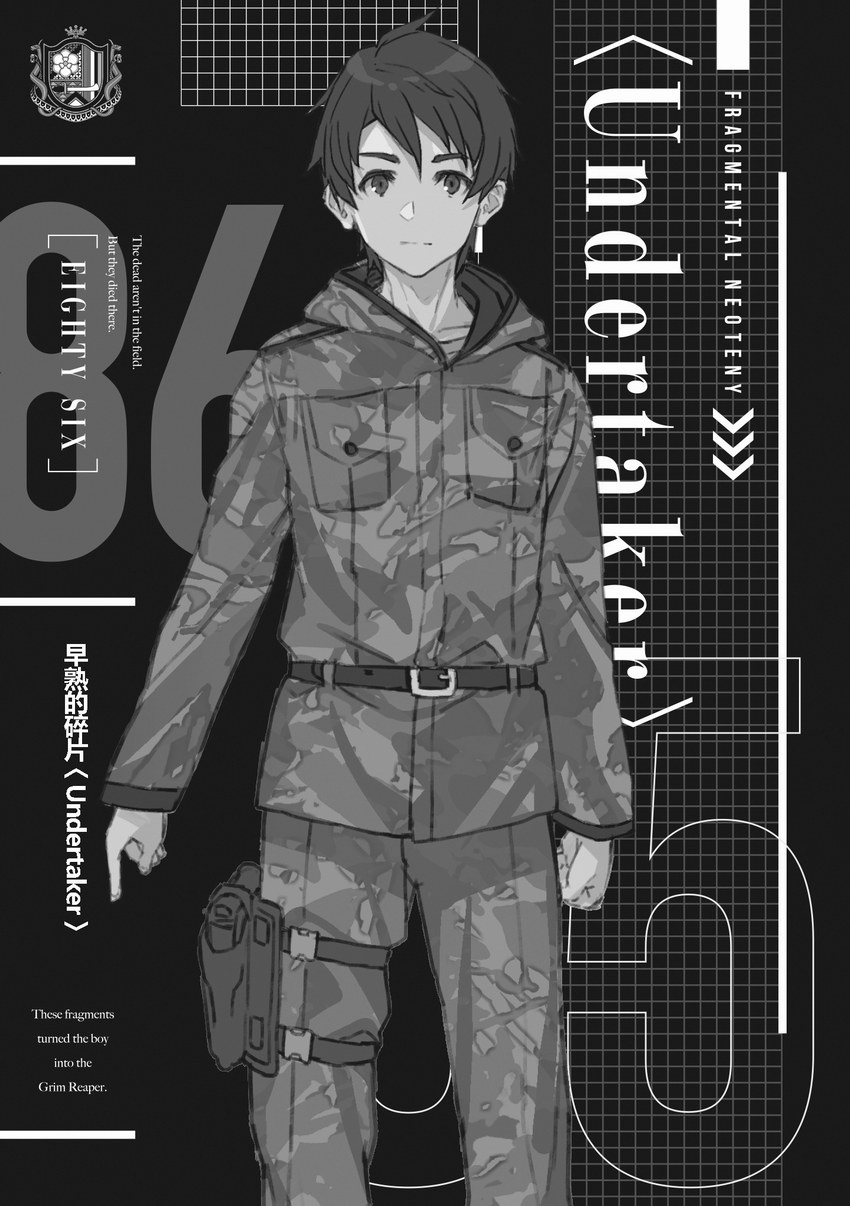 〈Undertaker〉
FRAGMENTAL NEOTENY
86
The dead aren't in the field.
But they died there.
EIGHTY SIX
早熟的碎片〈Undertaker〉
These fragments
turned the boy
into the
Grim Reaper.
05